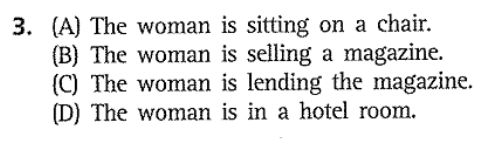 3. (A) The woman is sitting on a chair.
(B) The woman is selling a magazine.
(C) The woman is lending the magazine.
(D) The woman is in a hotel room.